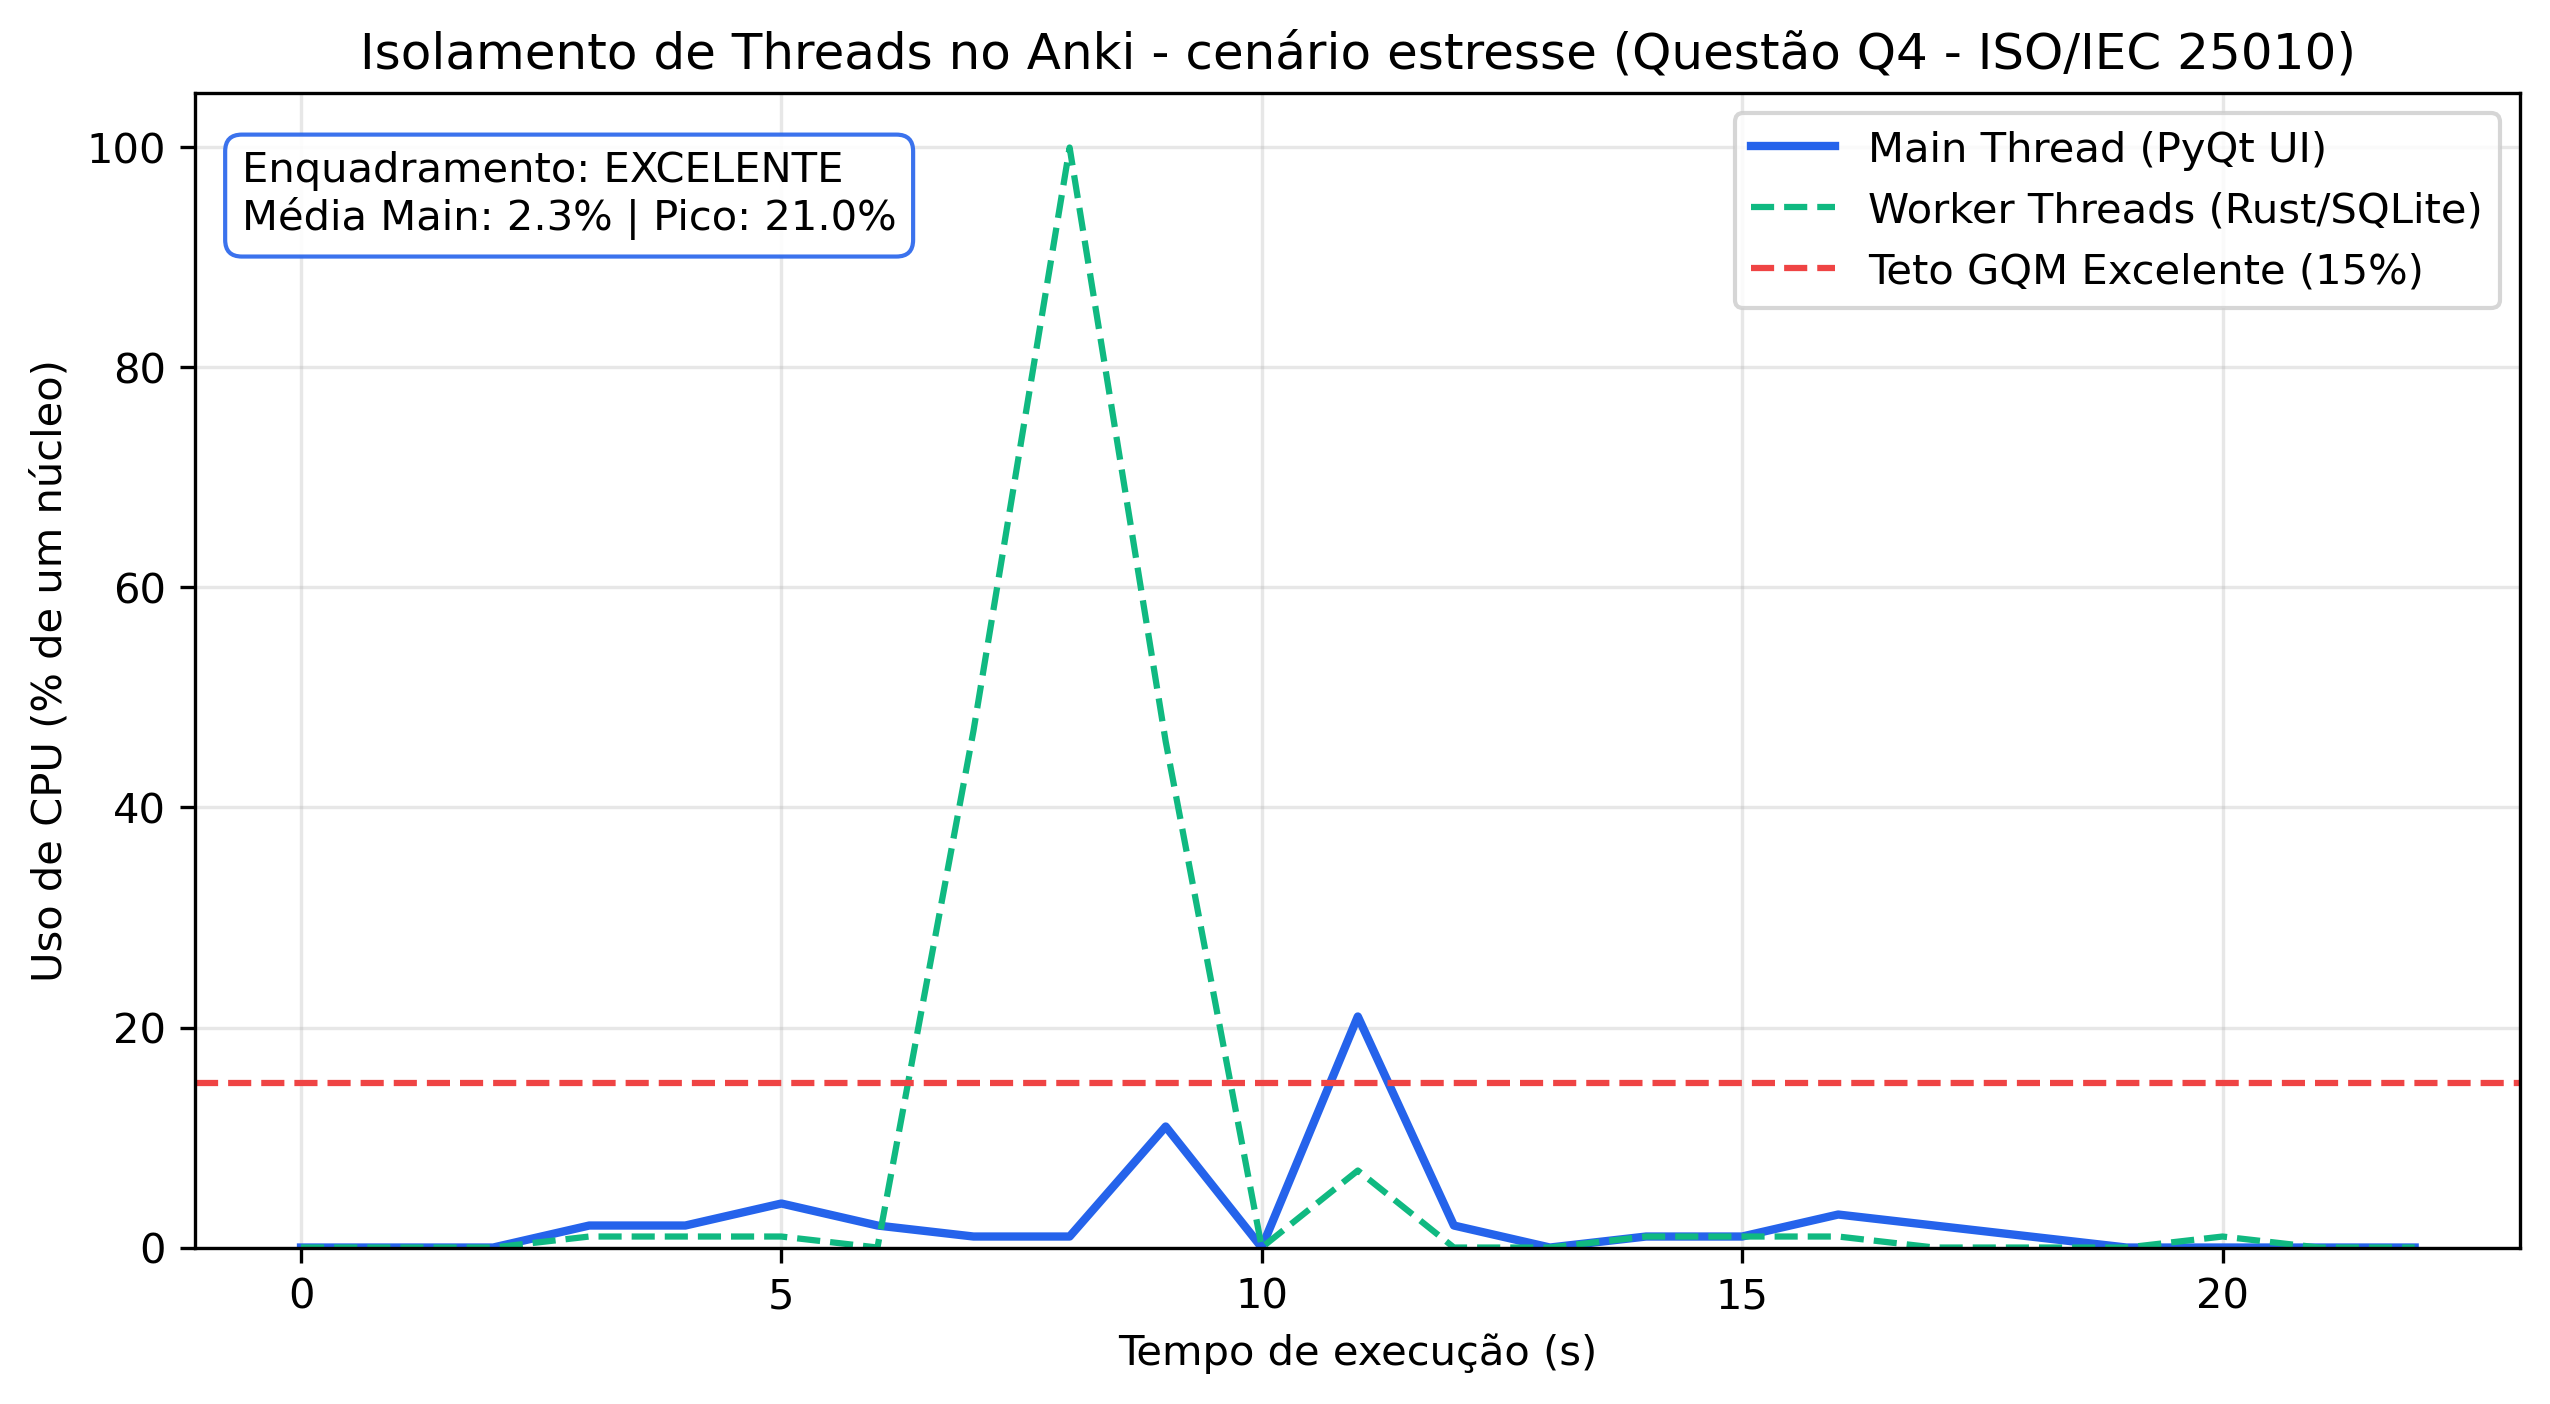 Isolamento de Threads no Anki - cenário estresse (Questão Q4 - ISO/IEC 25010)
Enquadramento: EXCELENTE
Média Main: 2.3% | Pico: 21.0%
Main Thread (PyQt UI)
Worker Threads (Rust/SQLite)
Teto GQM Excelente (15%)
Uso de CPU (% de um núcleo)
100
80
60
40
20
0
0 5 10 15 20
Tempo de execução (s)